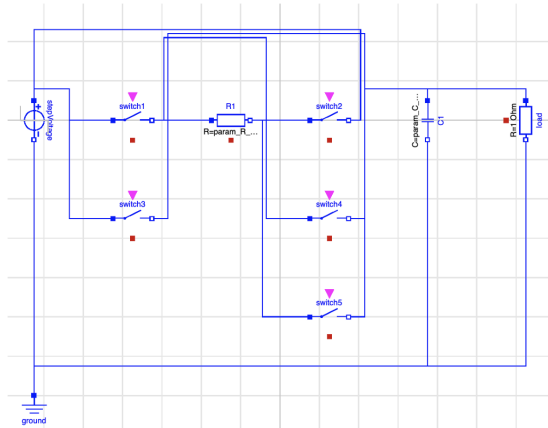 stepVoltage
+
-
switch1
R1
R=param_R_...
switch2
C=param_C_...
C1
R=1 Ohm
load
switch3
switch4
switch5
ground